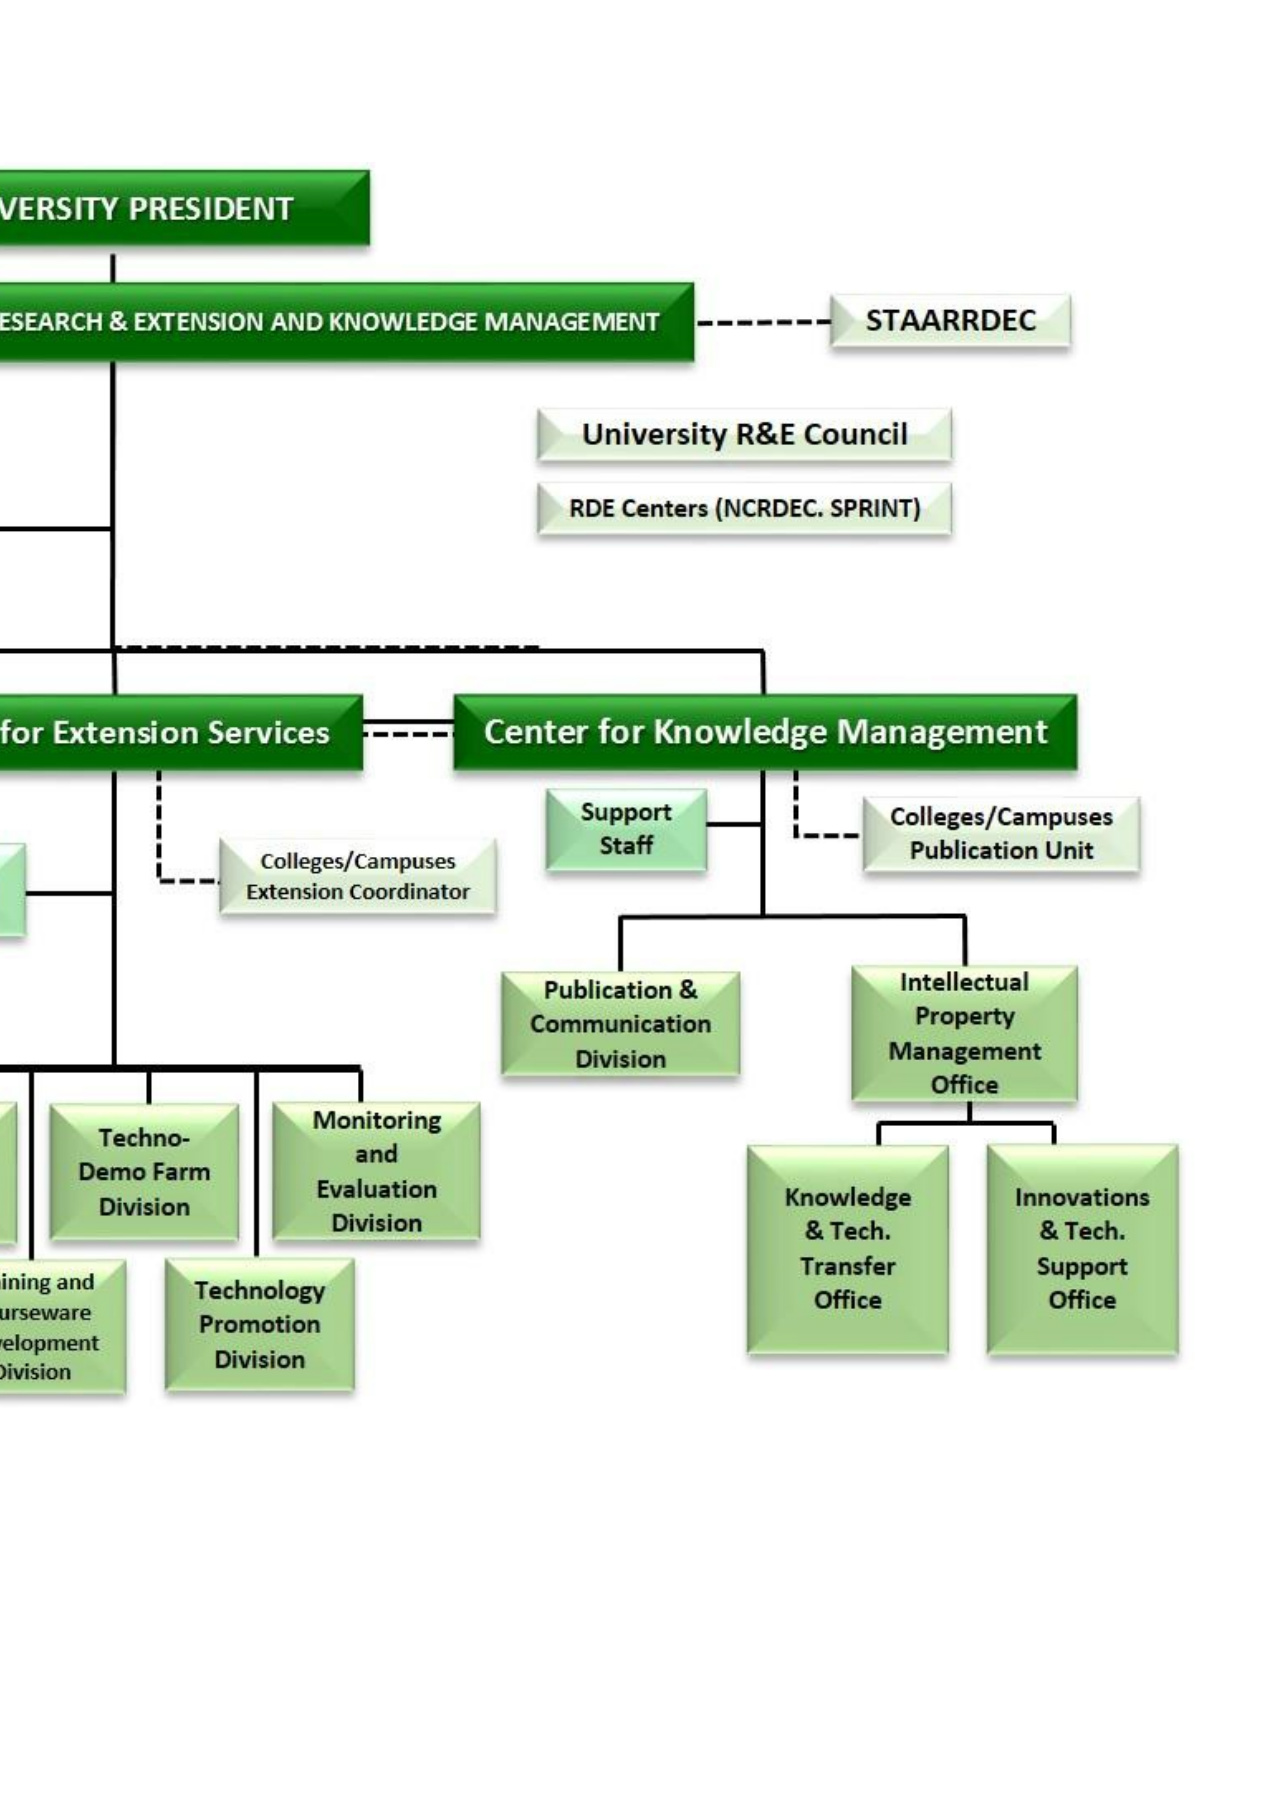 VERSITY PRESIDENT
ESEARCH & EXTENSION AND KNOWLEDGE MANAGEMENT
STAARRDEC
University R&E Council
RDE Centers (NCRDEC. SPRINT)
for Extension Services
Center for Knowledge Management
Support
Staff
Colleges/Campuses
Publication Unit
Colleges/Campuses
Extension Coordinator
Publication &
Communication
Division
Intellectual
Property
Management
Office
Techno-
Demo Farm
Division
Monitoring
and
Evaluation
Division
Knowledge
& Tech.
Transfer
Office
Innovations
& Tech.
Support
Office
ining and
urseware
elopment
Division
Technology
Promotion
Division